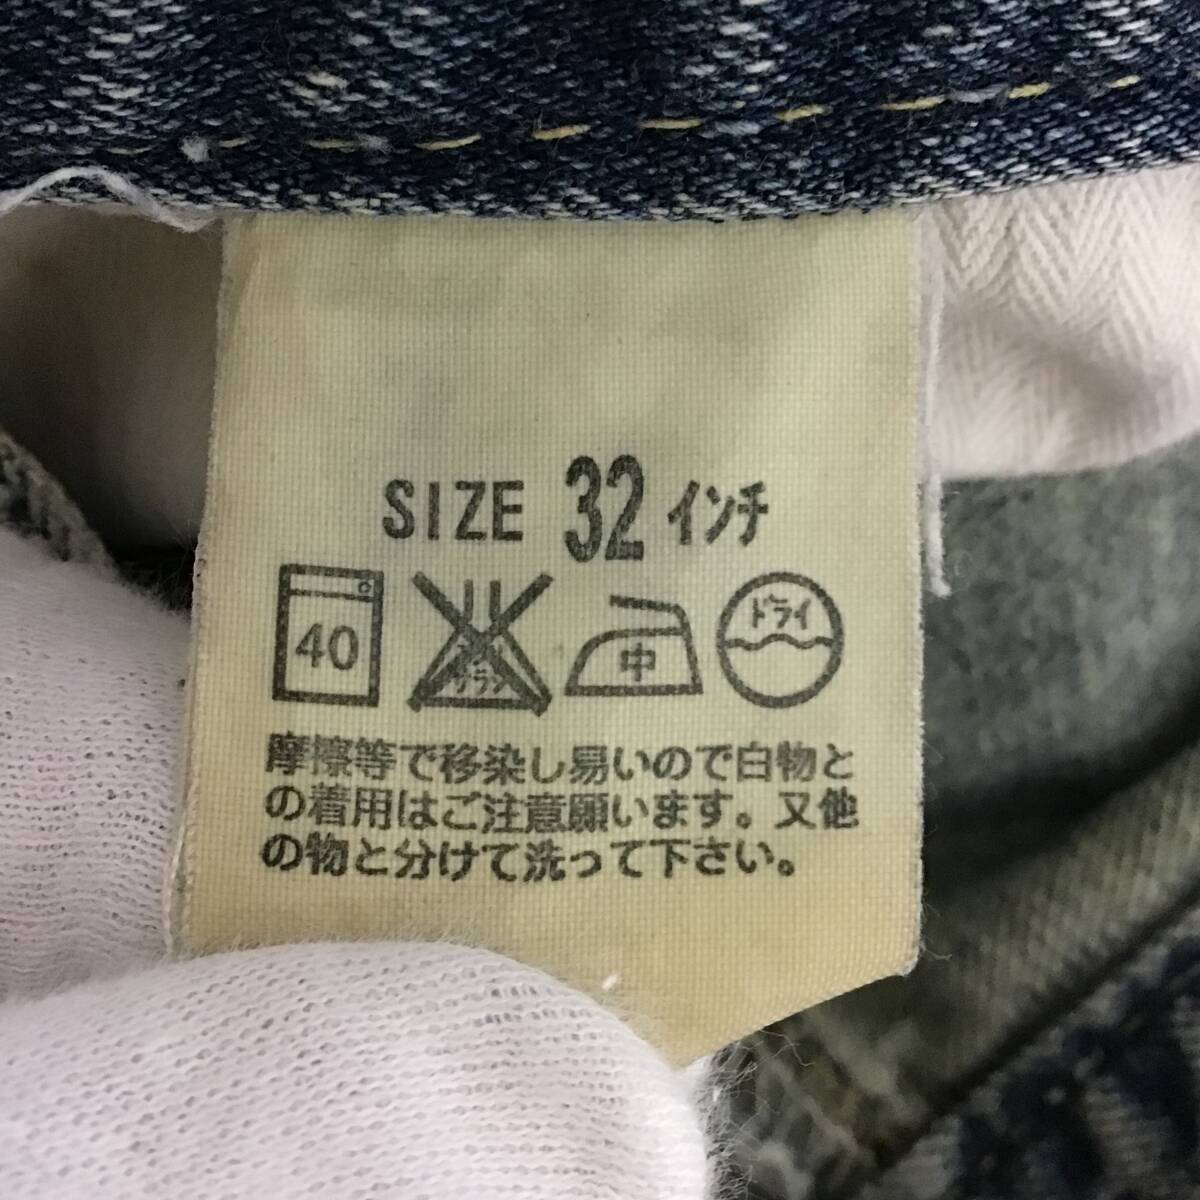 SIZE 32 インチ
40 サラシ 中 ドライ
摩擦等で移染し易いので白物と
の着用はご注意願います。又他
の物と分けて洗って下さい。